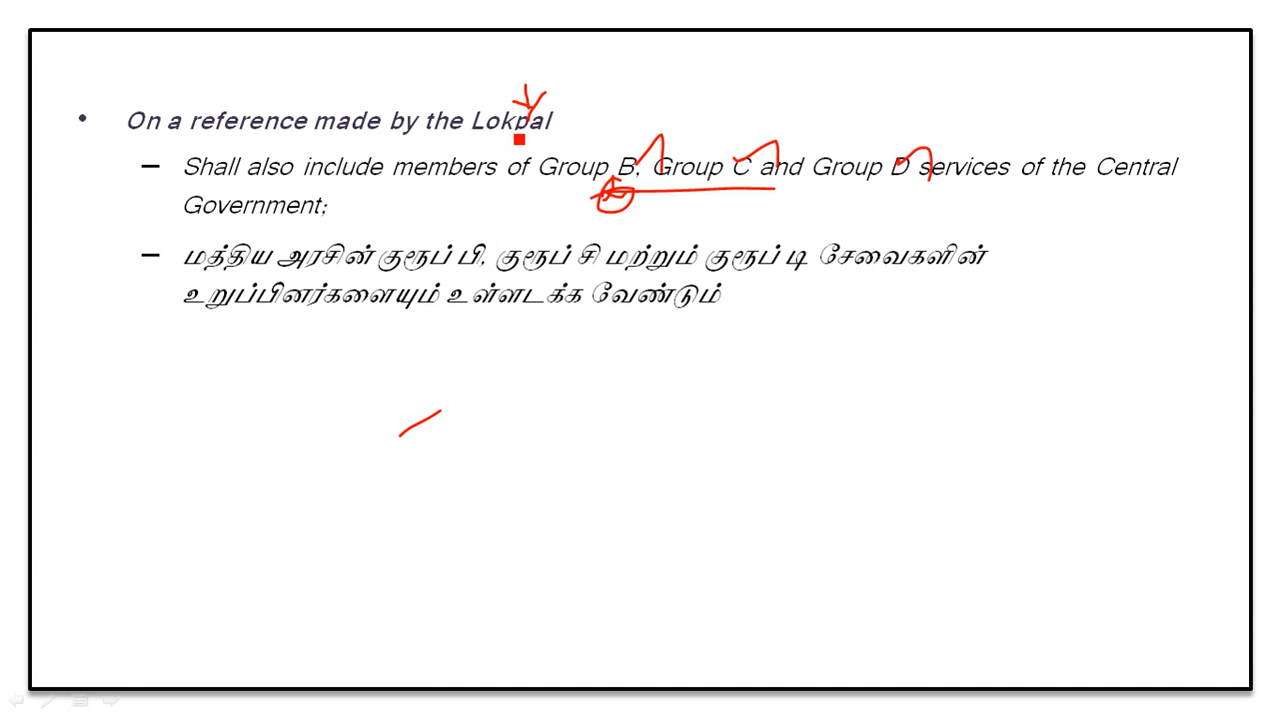 • On a reference made by the Lokpal
– Shall also include members of Group B, Group C and Group D services of the Central
Government;
– மத்திய அரசின் குரூப் பி, குரூப் சி மற்றும் குரூப் டி சேவைகளின்
உறுப்பினர்களையும் உள்ளடக்க வேண்டும்